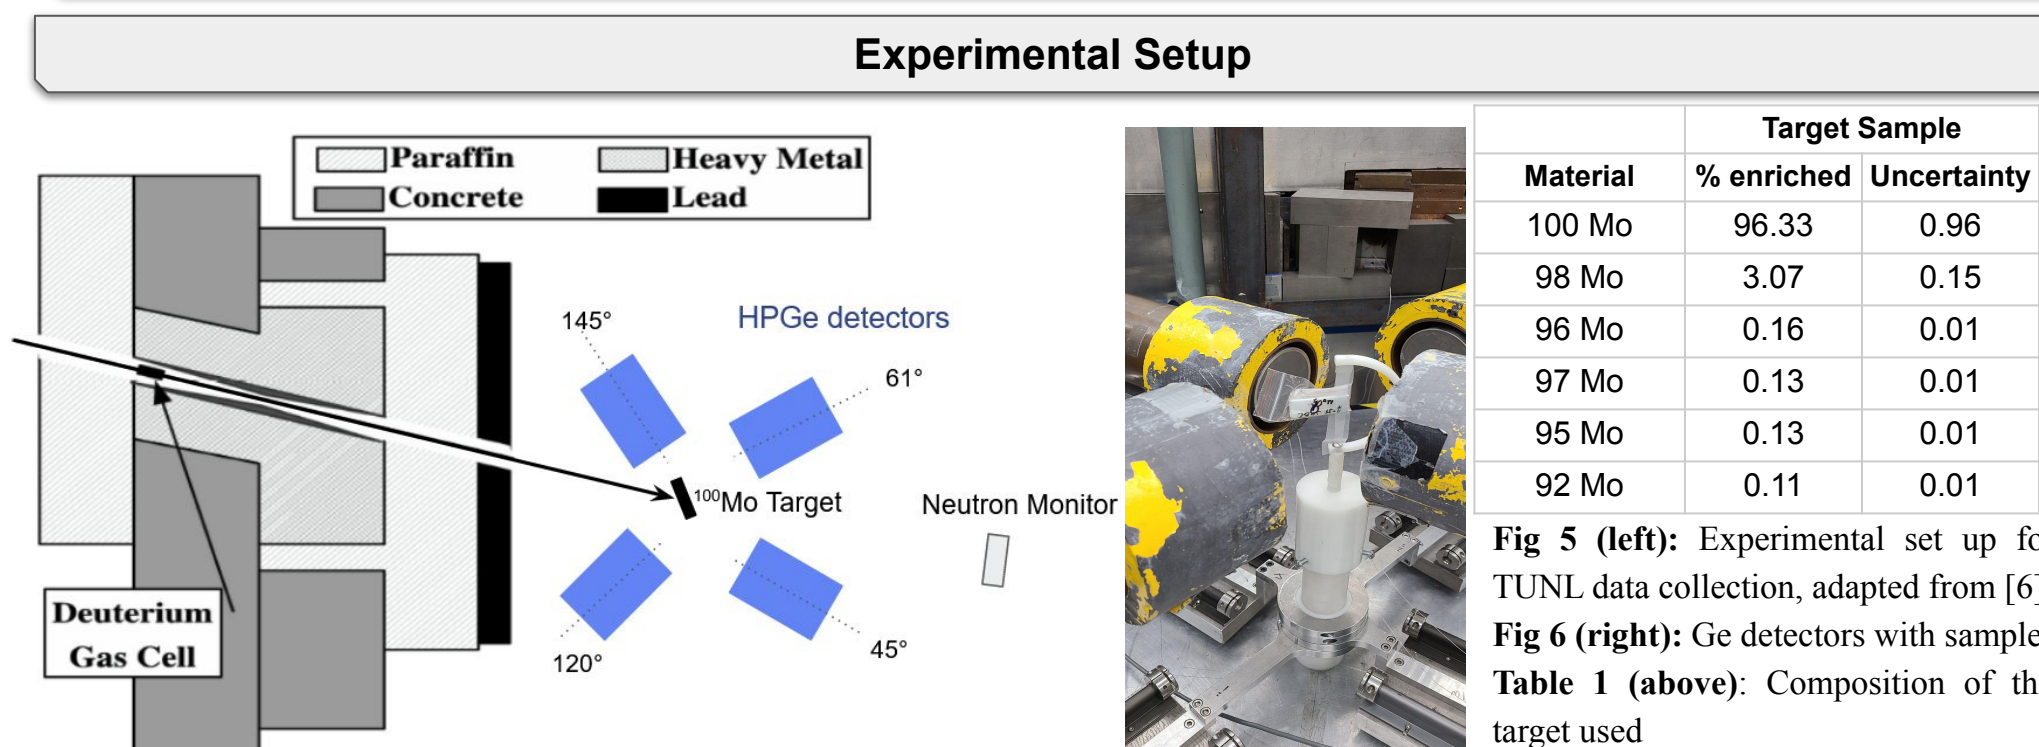 Experimental Setup
Paraffin
Heavy Metal
Concrete
Lead
145°
HPGe detectors
61°
¹⁰⁰Mo Target
Neutron Monitor
Deuterium
Gas Cell
120°
45°
Target Sample
Material % enriched Uncertainty
100 Mo 96.33 0.96
98 Mo 3.07 0.15
96 Mo 0.16 0.01
97 Mo 0.13 0.01
95 Mo 0.13 0.01
92 Mo 0.11 0.01
Fig 5 (left): Experimental set up fo
TUNL data collection, adapted from [6]
Fig 6 (right): Ge detectors with sample
Table 1 (above): Composition of th
target used